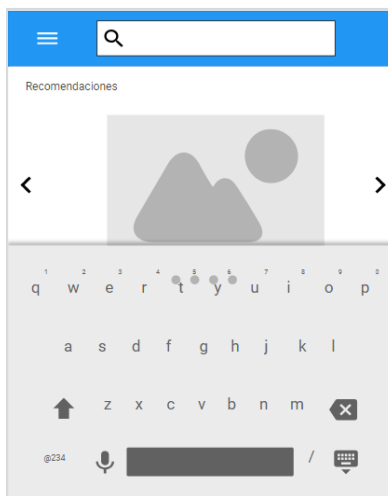 Recomendaciones
1 2 3 4 5 6 7 8 9 0
q w e r t y u i o p
a s d f g h j k l
z x c v b n m
@234 /